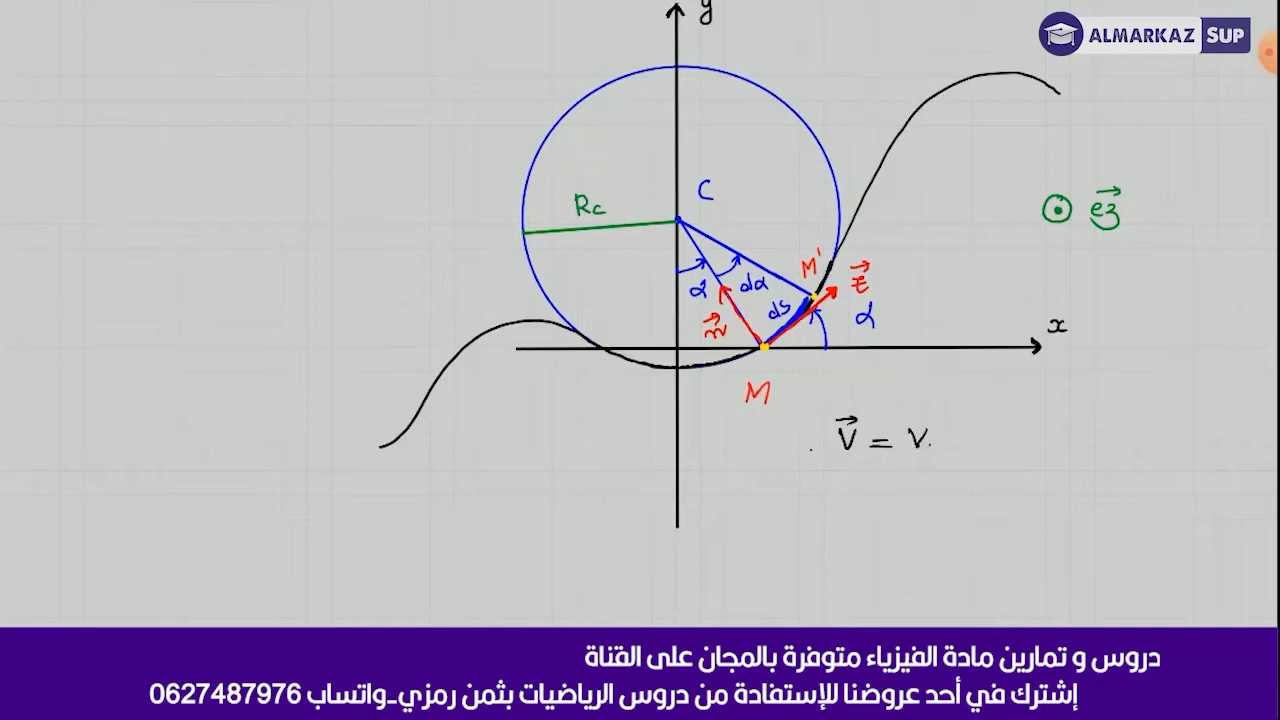 y
ALMARKAZ SUP
C
Rc
ez
M'
α
dα
dS
τ
α
n
x
M
V = V
دروس و تمارين مادة الفيزياء متوفرة بالمجان على القناة
إشترك في أحد عروضنا للإستفادة من دروس الرياضيات بثمن رمزي-واتساب 0627487976